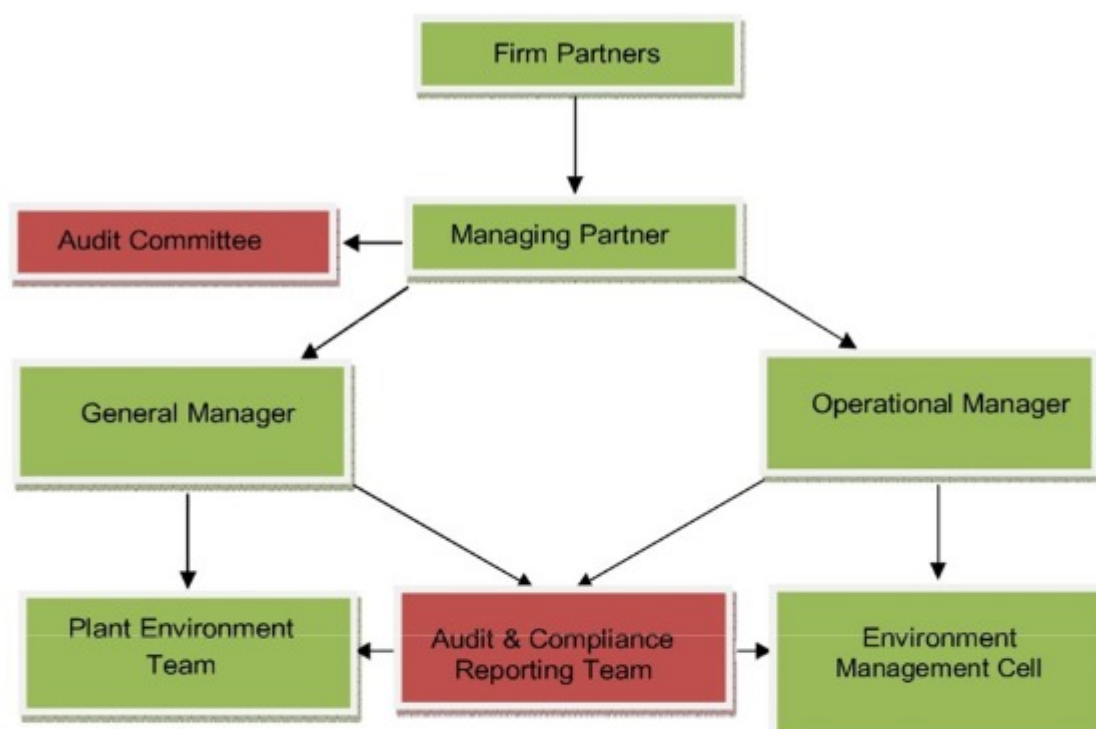 Firm Partners
Audit Committee
Managing Partner
General Manager
Operational Manager
Plant Environment
Team
Audit & Compliance
Reporting Team
Environment
Management Cell